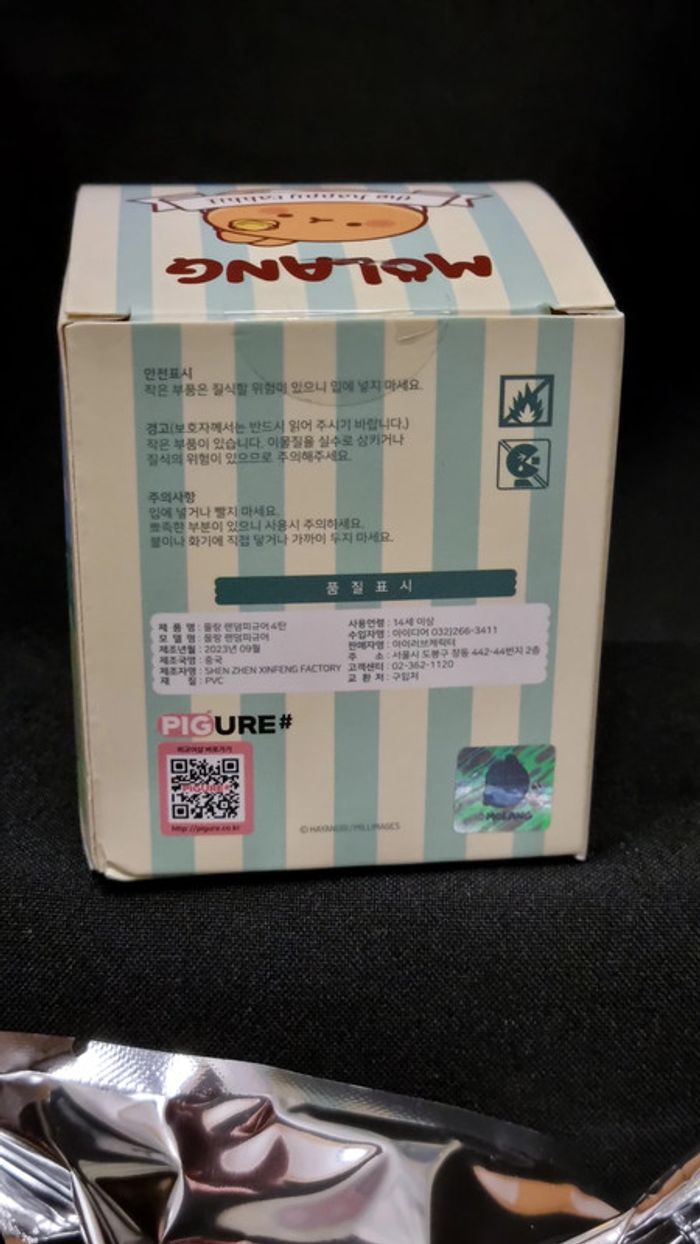 the happy rabbit
MOLANG
안전표시
작은 부품은 질식할 위험이 있으니 입에 넣지 마세요.
경고(보호자께서는 반드시 읽어 주시기 바랍니다.)
작은 부품이 있습니다. 이물질을 실수로 삼키거나
질식의 위험이 있으므로 주의해주세요.
주의사항
입에 넣거나 빨지 마세요.
뾰족한 부분이 있으니 사용시 주의하세요.
불이나 화기에 직접 닿거나 가까이 두지 마세요.
품 질 표 시
제 품 명 : 몰랑 랜덤피규어 4탄
모 델 명 : 몰랑 랜덤피규어
제조년월 : 2023년 09월
제조국명 : 중국
제조자명 : SHEN ZHEN XINFENG FACTORY
재 질 : PVC
사용연령 : 14세 이상
수입자명 : 아이디어 032)266-3411
판매자명 : 아이러브캐릭터
주 소 : 서울시 도봉구 창동 442-44번지 2층
고객센터 : 02-362-1120
교 환 처 : 구입처
PIGURE#
피규어샵 바로가기
PIGURE#
http://pigure.co.kr
© HAYANORI/MILLIMAGES
MOLANG